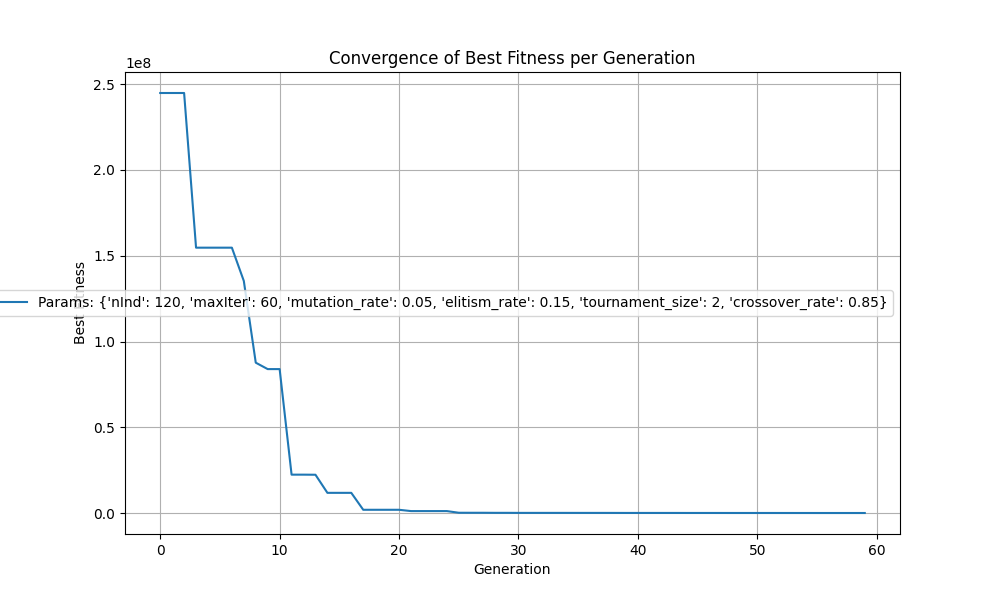 Convergence of Best Fitness per Generation
1e8
2.5
2.0
1.5
1.0
0.5
0.0
Best Fitness
Params: {'nInd': 120, 'maxIter': 60, 'mutation_rate': 0.05, 'elitism_rate': 0.15, 'tournament_size': 2, 'crossover_rate': 0.85}
0 10 20 30 40 50 60
Generation